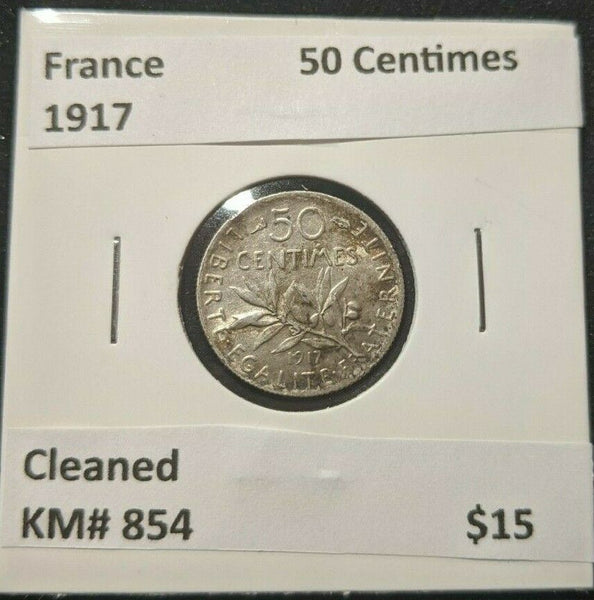 France 50 Centimes
1917
50
CENTIMES
LIBERTE·EGALITE·FRATERNITE
1917
Cleaned
KM# 854 $15